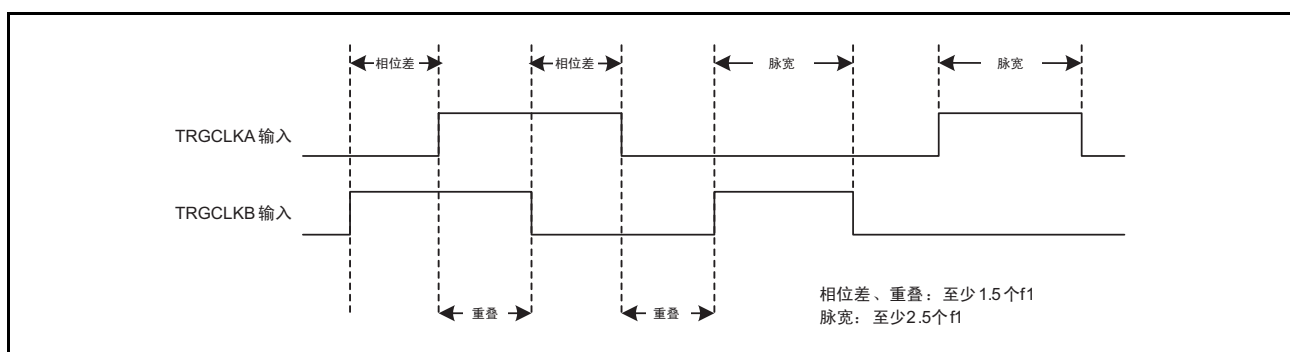 相位差
相位差
脉宽
脉宽
TRGCLKA 输入
TRGCLKB 输入
重叠
重叠
相位差、重叠：至少1.5个f1
脉宽：至少2.5个f1